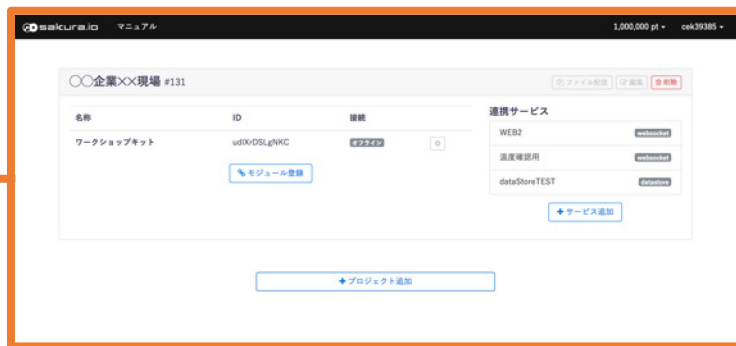 sakura.io マニュアル 1,000,000 pt cek39385
○○企業××現場 #131 ファイル配信 編集 削除
名称 ID 接続
ワークショップキット udIXrDSLgNKC オフライン
モジュール登録
連携サービス
WEB2 websocket
温度確認用 websocket
dataStoreTEST datastore
+ サービス追加
+ プロジェクト追加